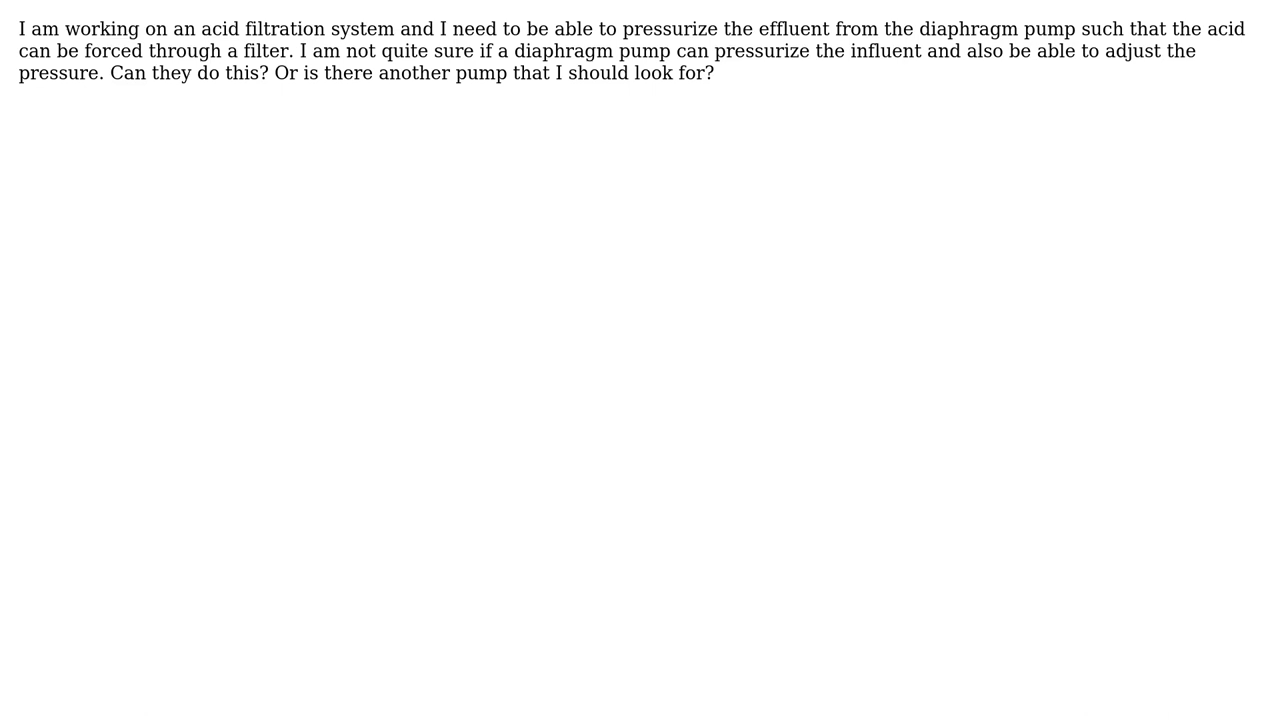 I am working on an acid filtration system and I need to be able to pressurize the effluent from the diaphragm pump such that the acid
can be forced through a filter. I am not quite sure if a diaphragm pump can pressurize the influent and also be able to adjust the
pressure. Can they do this? Or is there another pump that I should look for?